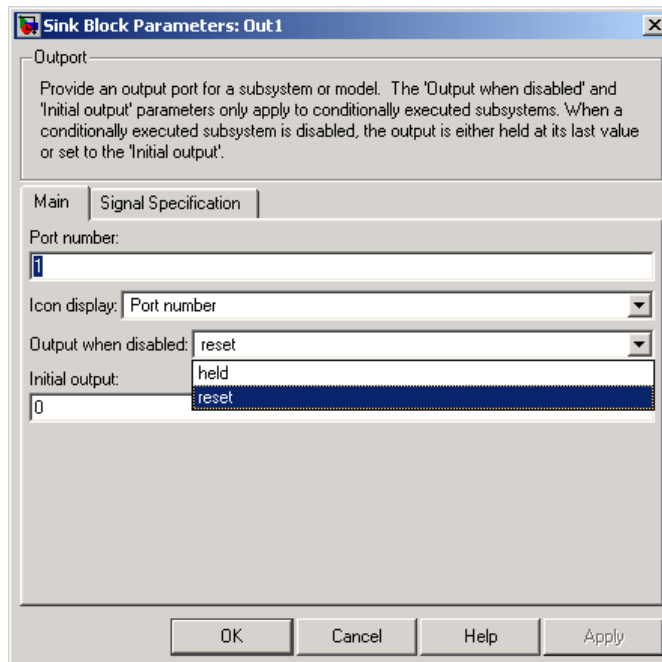 Sink Block Parameters: Out1
Outport
Provide an output port for a subsystem or model. The 'Output when disabled' and
'Initial output' parameters only apply to conditionally executed subsystems. When a
conditionally executed subsystem is disabled, the output is either held at its last value
or set to the 'Initial output'.
Main Signal Specification
Port number:
1
Icon display: Port number
Output when disabled: reset
held
Initial output:
reset
0
OK Cancel Help Apply